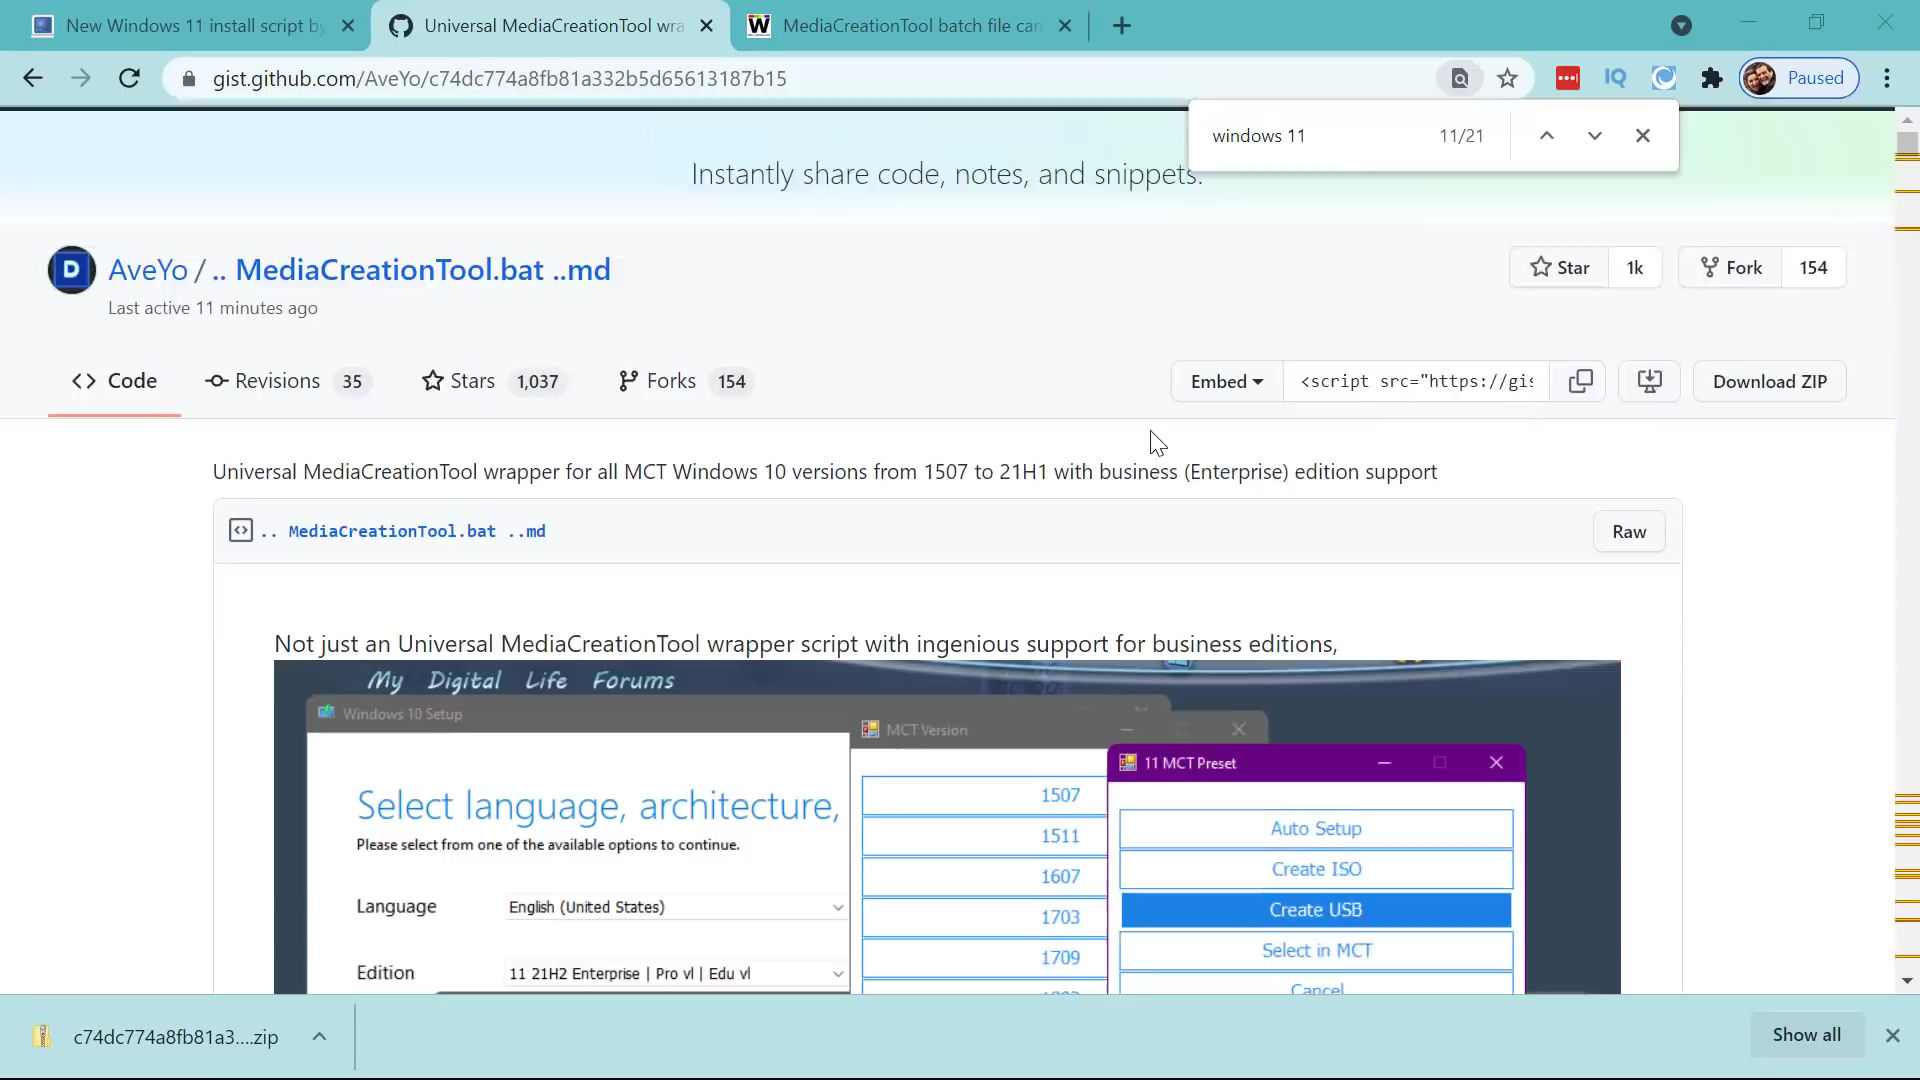 New Windows 11 install script by
Universal MediaCreationTool wra
MediaCreationTool batch file can
gist.github.com/AveYo/c74dc774a8fb81a332b5d65613187b15
IQ
Paused
windows 11
11/21
Instantly share code, notes, and snippets.
D
AveYo / .. MediaCreationTool.bat ..md
Last active 11 minutes ago
Star 1k
Fork 154
Code
Revisions 35
Stars 1,037
Forks 154
Embed
<script src="https://gis
Download ZIP
Universal MediaCreationTool wrapper for all MCT Windows 10 versions from 1507 to 21H1 with business (Enterprise) edition support
.. MediaCreationTool.bat ..md
Raw
Not just an Universal MediaCreationTool wrapper script with ingenious support for business editions,
My Digital Life Forums
Windows 10 Setup
Select language, architecture,
Please select from one of the available options to continue.
Language
English (United States)
Edition
11 21H2 Enterprise | Pro vl | Edu vl
MCT Version
1507
1511
1607
1703
1709
11 MCT Preset
Auto Setup
Create ISO
Create USB
Select in MCT
Cancel
c74dc774a8fb81a3....zip
Show all